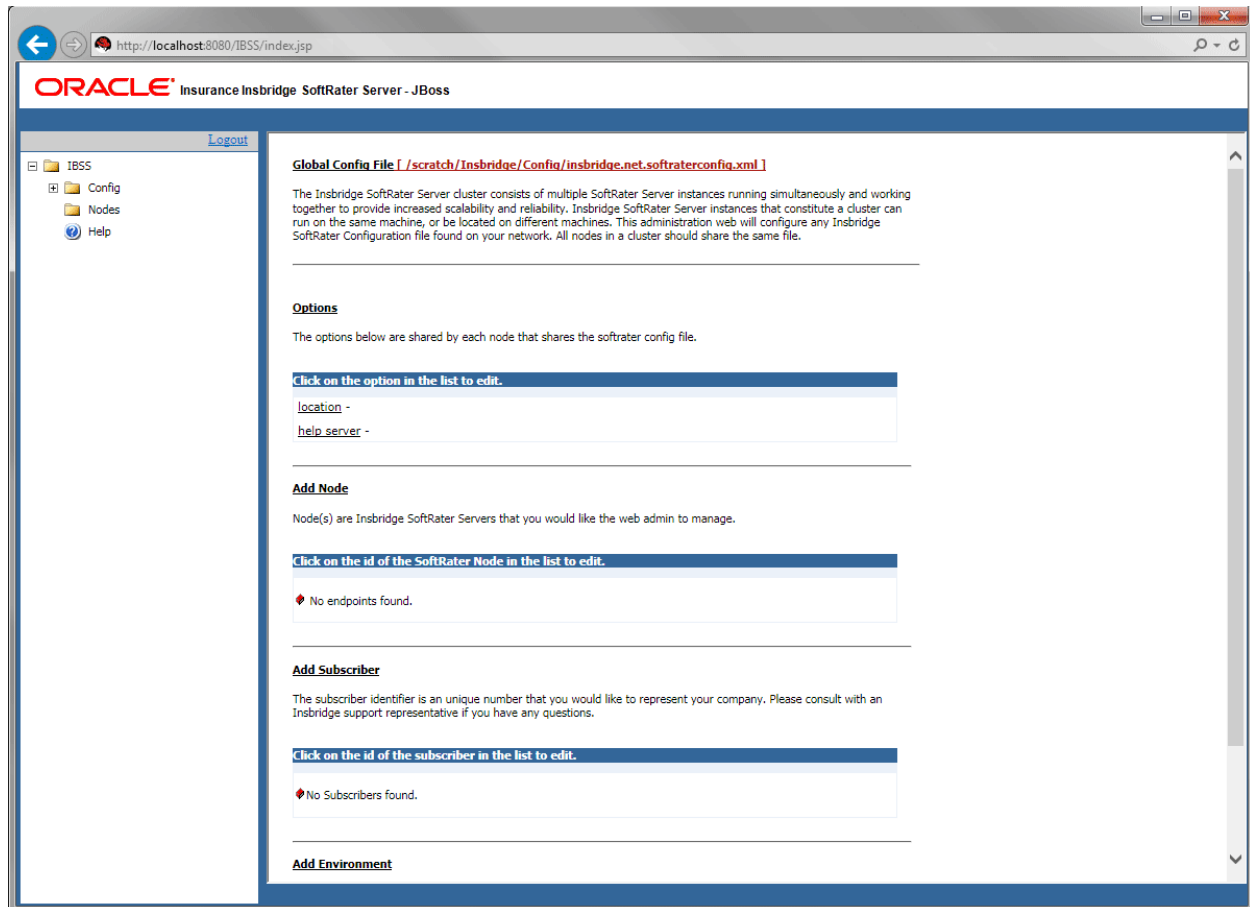 http://localhost:8080/IBSS/index.jsp
ORACLE Insurance Insbridge SoftRater Server - JBoss
Logout
IBSS
Config
Nodes
Help
Global Config File [ /scratch/Insbridge/Config/insbridge.net.softraterconfig.xml ]
The Insbridge SoftRater Server cluster consists of multiple SoftRater Server instances running simultaneously and working
together to provide increased scalability and reliability. Insbridge SoftRater Server instances that constitute a cluster can
run on the same machine, or be located on different machines. This administration web will configure any Insbridge
SoftRater Configuration file found on your network. All nodes in a cluster should share the same file.
Options
The options below are shared by each node that shares the softrater config file.
Click on the option in the list to edit.
location -
help server -
Add Node
Node(s) are Insbridge SoftRater Servers that you would like the web admin to manage.
Click on the id of the SoftRater Node in the list to edit.
No endpoints found.
Add Subscriber
The subscriber identifier is an unique number that you would like to represent your company. Please consult with an
Insbridge support representative if you have any questions.
Click on the id of the subscriber in the list to edit.
No Subscribers found.
Add Environment